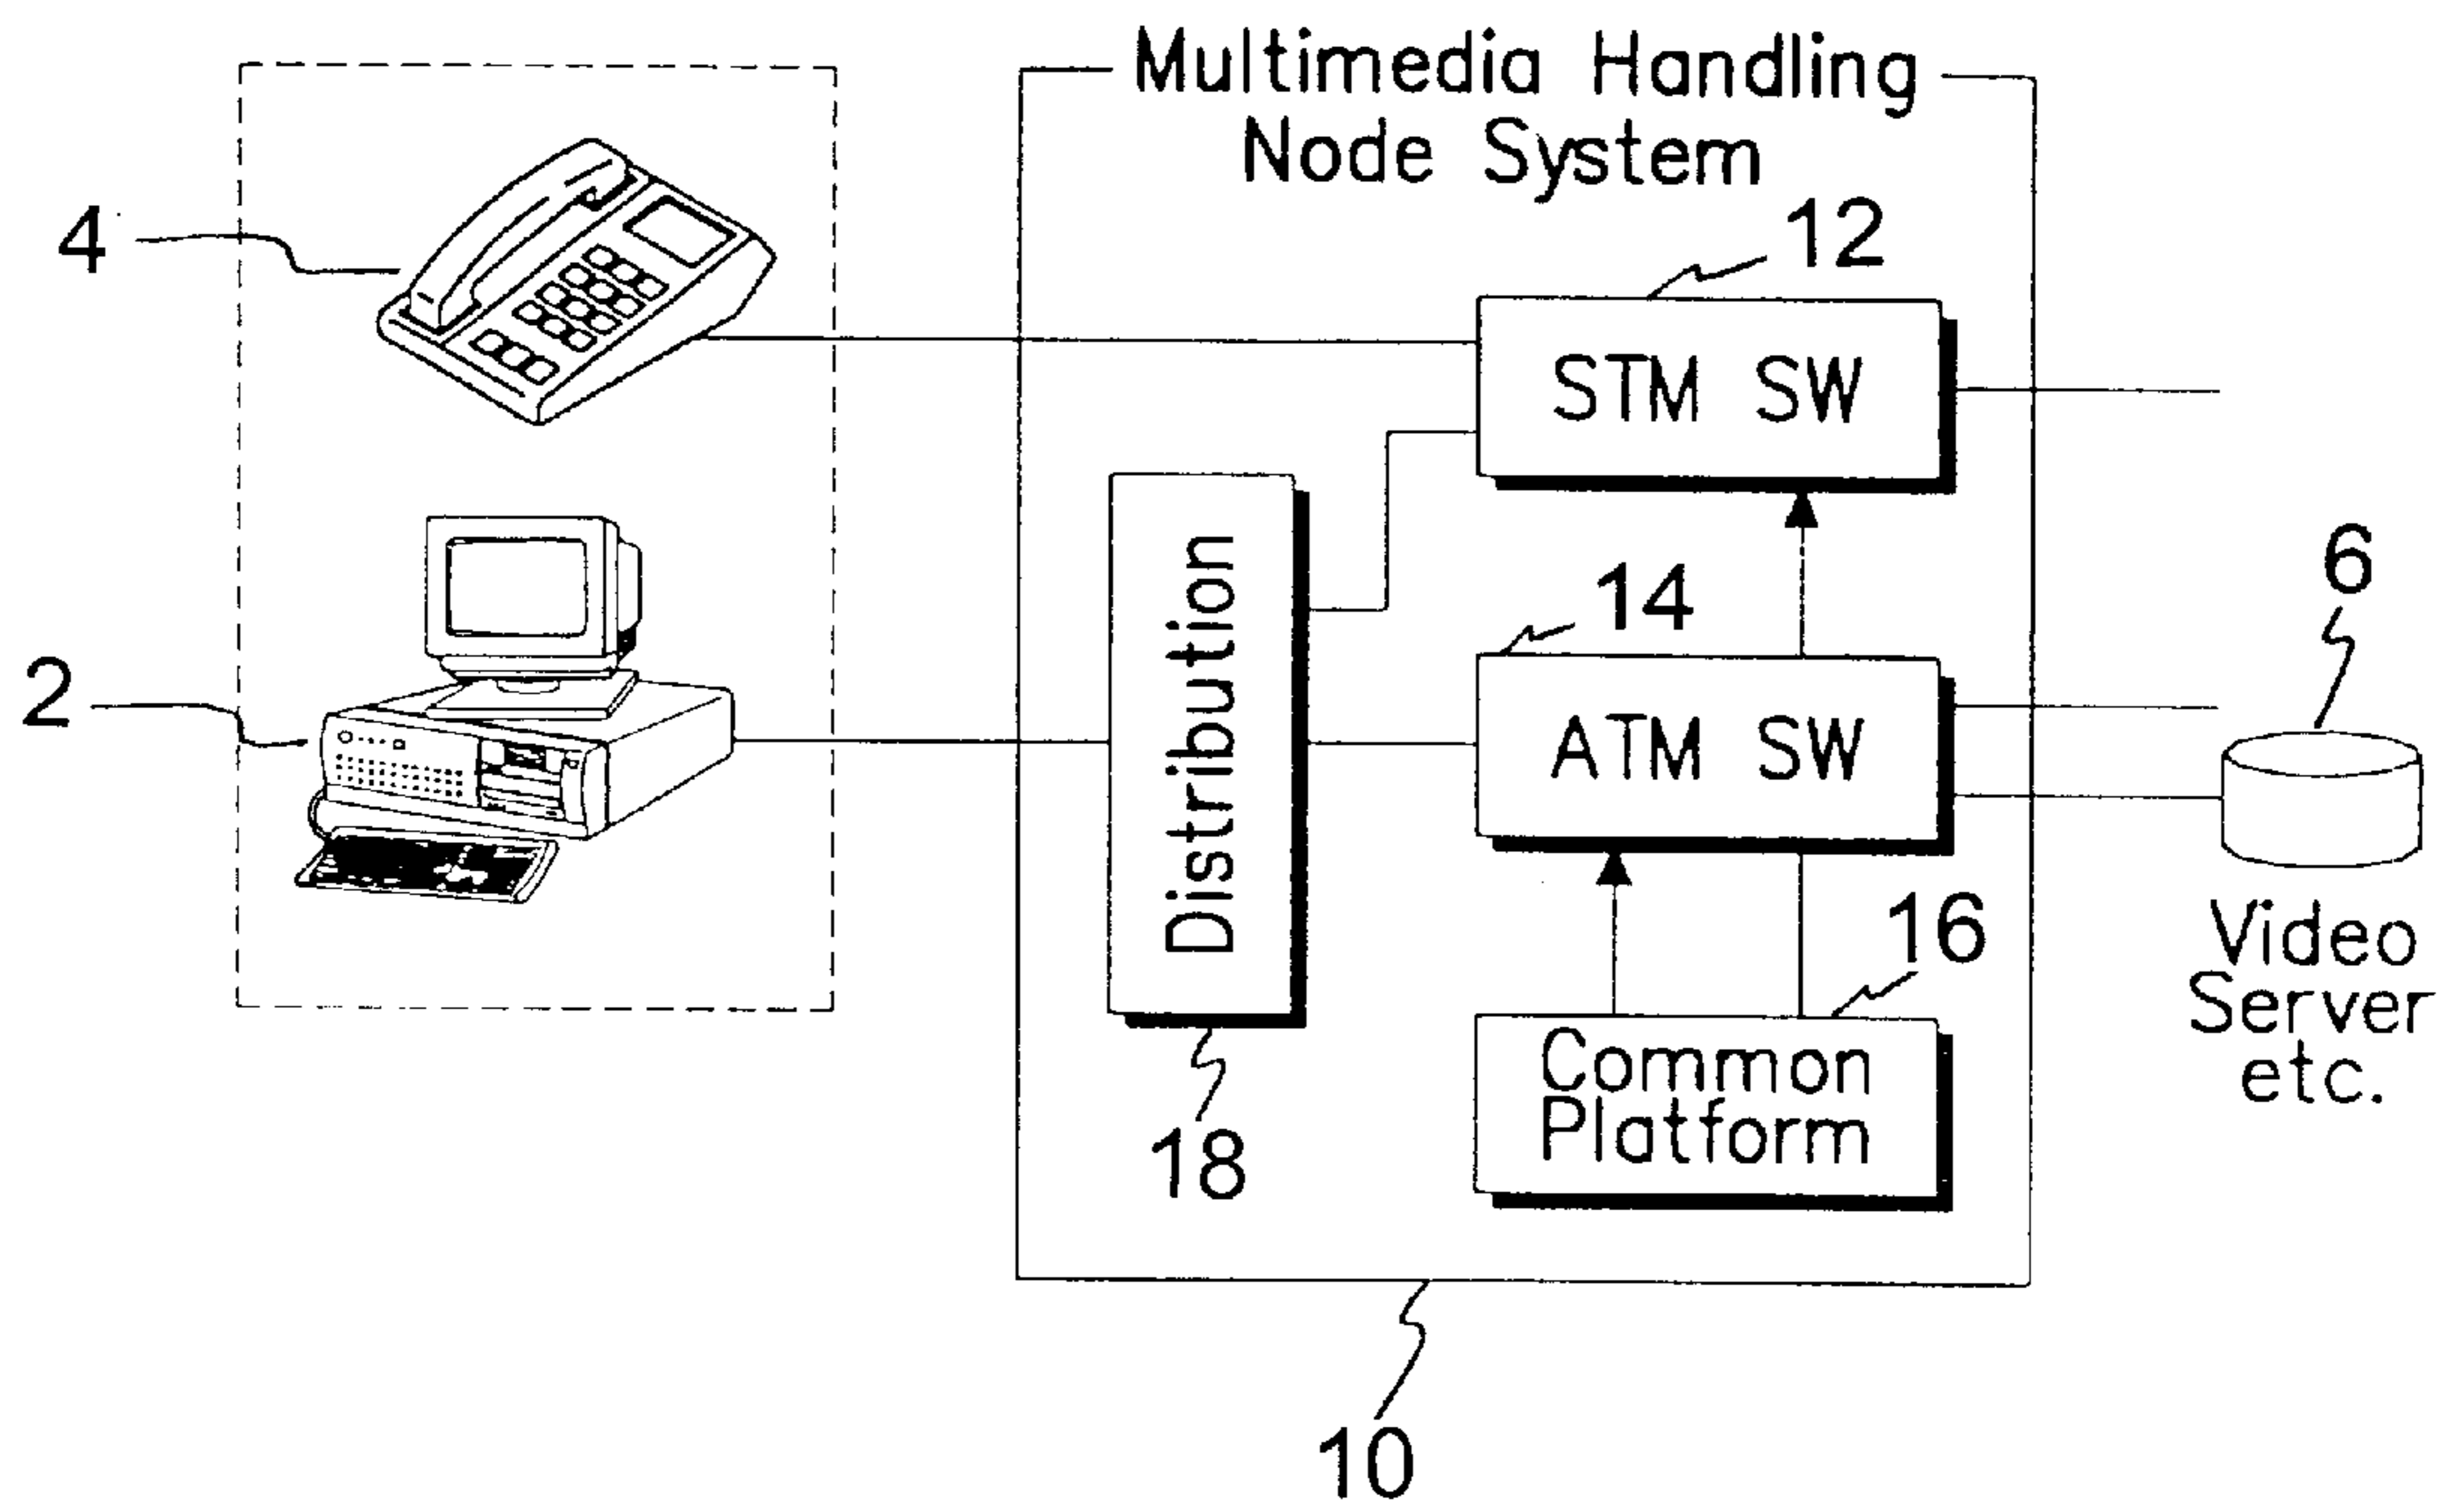 Multimedia Handling
Node System
4
12
STM SW
6
14
2
ATM SW
Distribution
16
Video
Server
etc.
Common
Platform
18
10